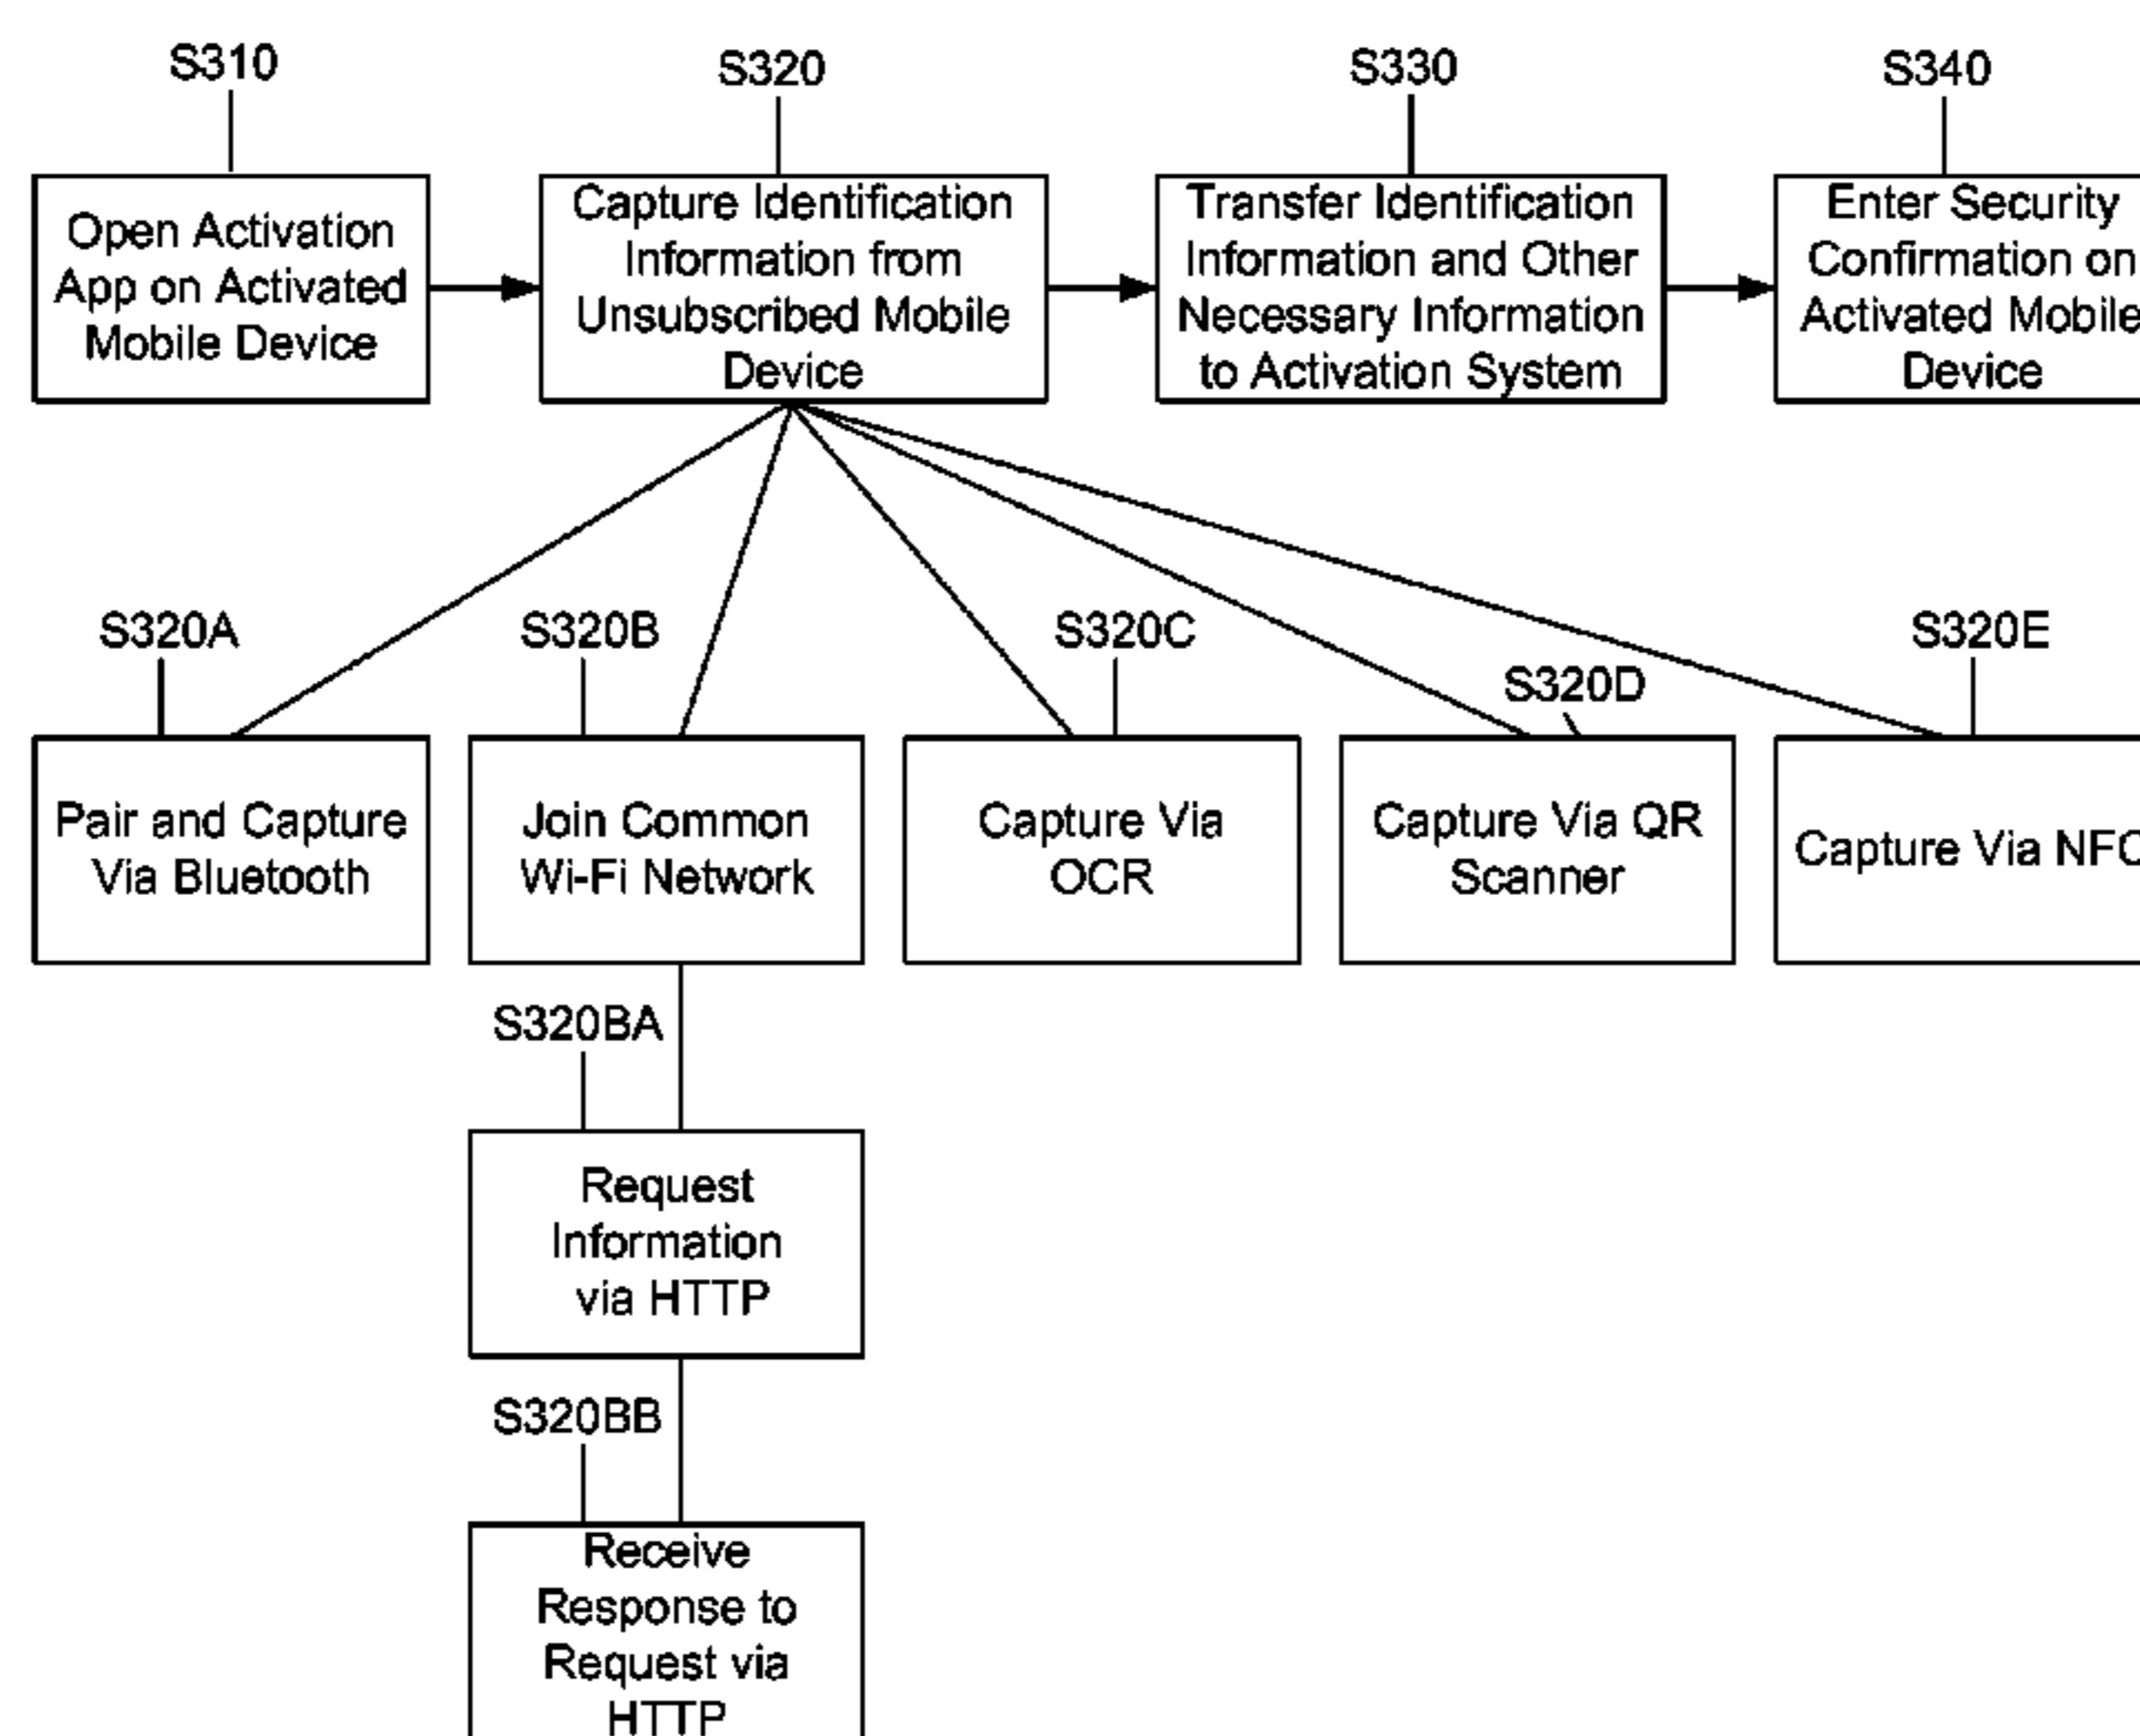 S310
S320
S330
S340
Open Activation
App on Activated
Mobile Device
Capture Identification
Information from
Unsubscribed Mobile
Device
Transfer Identification
Information and Other
Necessary Information
to Activation System
Enter Security
Confirmation on
Activated Mobile
Device
S320A
S320B
S320C
S320D
S320E
Pair and Capture
Via Bluetooth
Join Common
Wi-Fi Network
Capture Via
OCR
Capture Via QR
Scanner
Capture Via NFC
S320BA
Request
Information
via HTTP
S320BB
Receive
Response to
Request via
HTTP